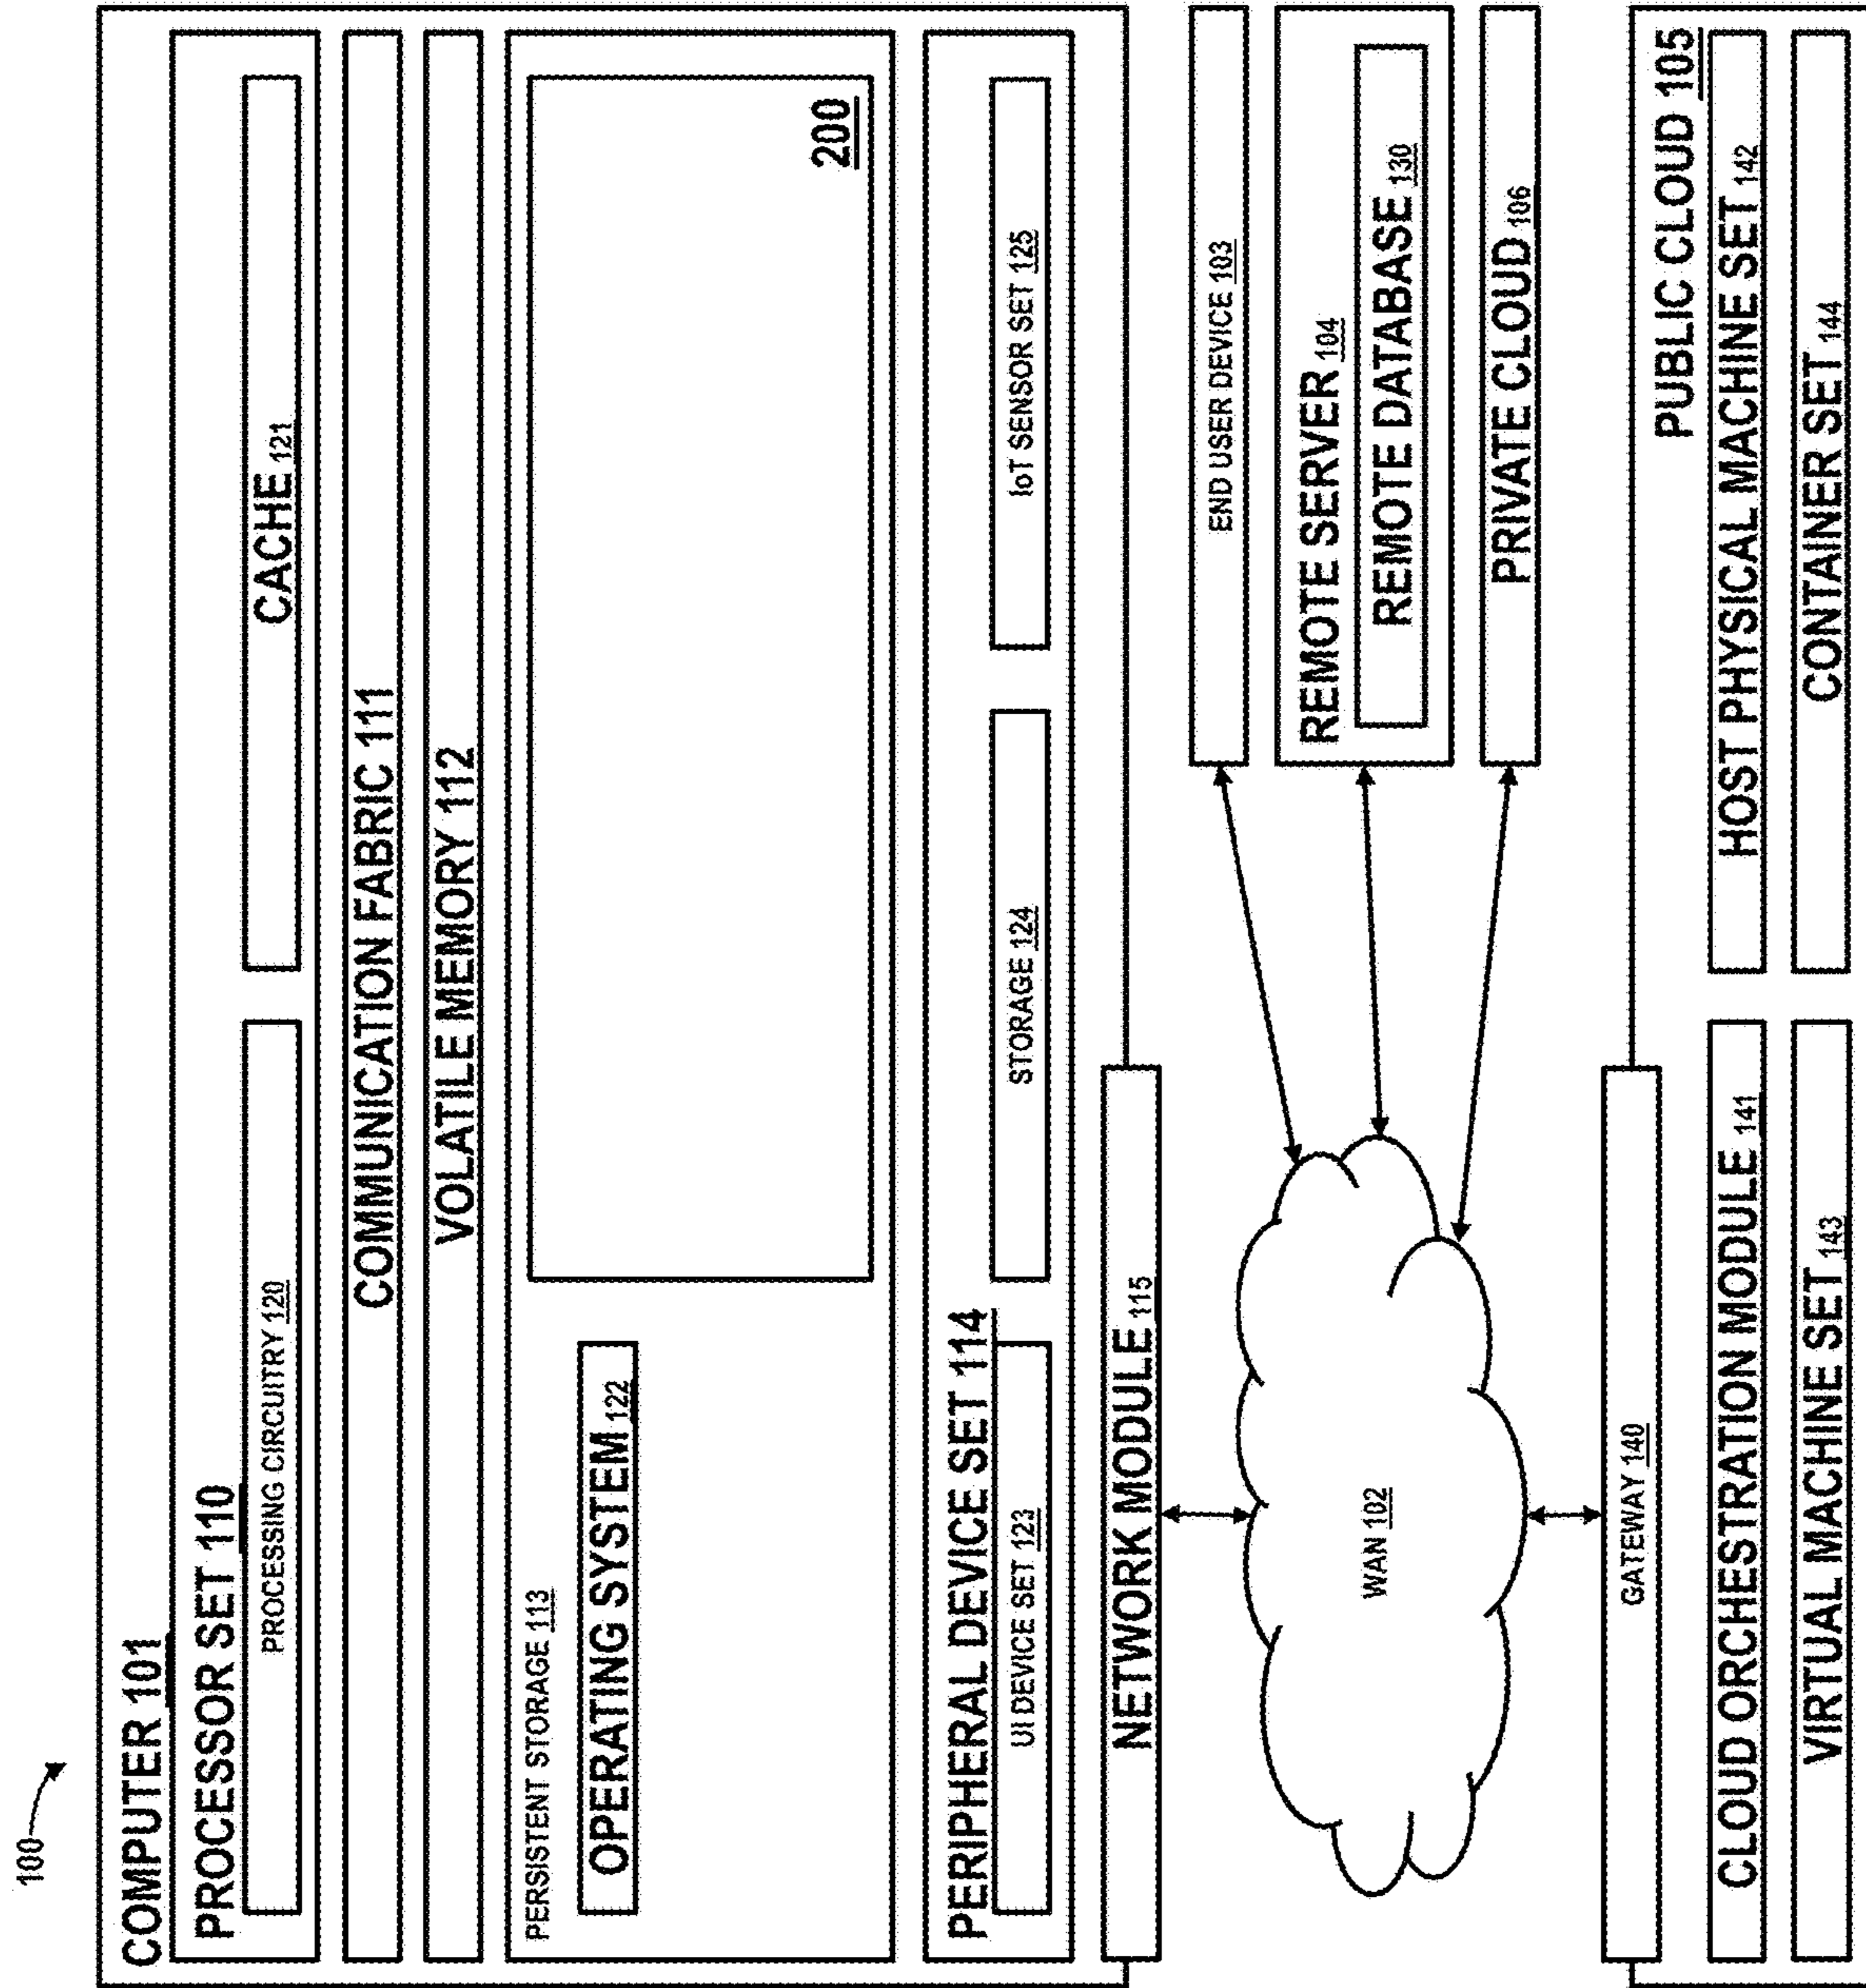 100
COMPUTER 101
PROCESSOR SET 110
PROCESSING CIRCUITRY 120
CACHE 121
COMMUNICATION FABRIC 111
VOLATILE MEMORY 112
PERSISTENT STORAGE 113
OPERATING SYSTEM 122
200
PERIPHERAL DEVICE SET 114
UI DEVICE SET 123
STORAGE 124
IoT SENSOR SET 125
NETWORK MODULE 115
WAN 102
END USER DEVICE 103
REMOTE SERVER 104
REMOTE DATABASE 130
PRIVATE CLOUD 106
GATEWAY 140
PUBLIC CLOUD 105
CLOUD ORCHESTRATION MODULE 141
HOST PHYSICAL MACHINE SET 142
VIRTUAL MACHINE SET 143
CONTAINER SET 144